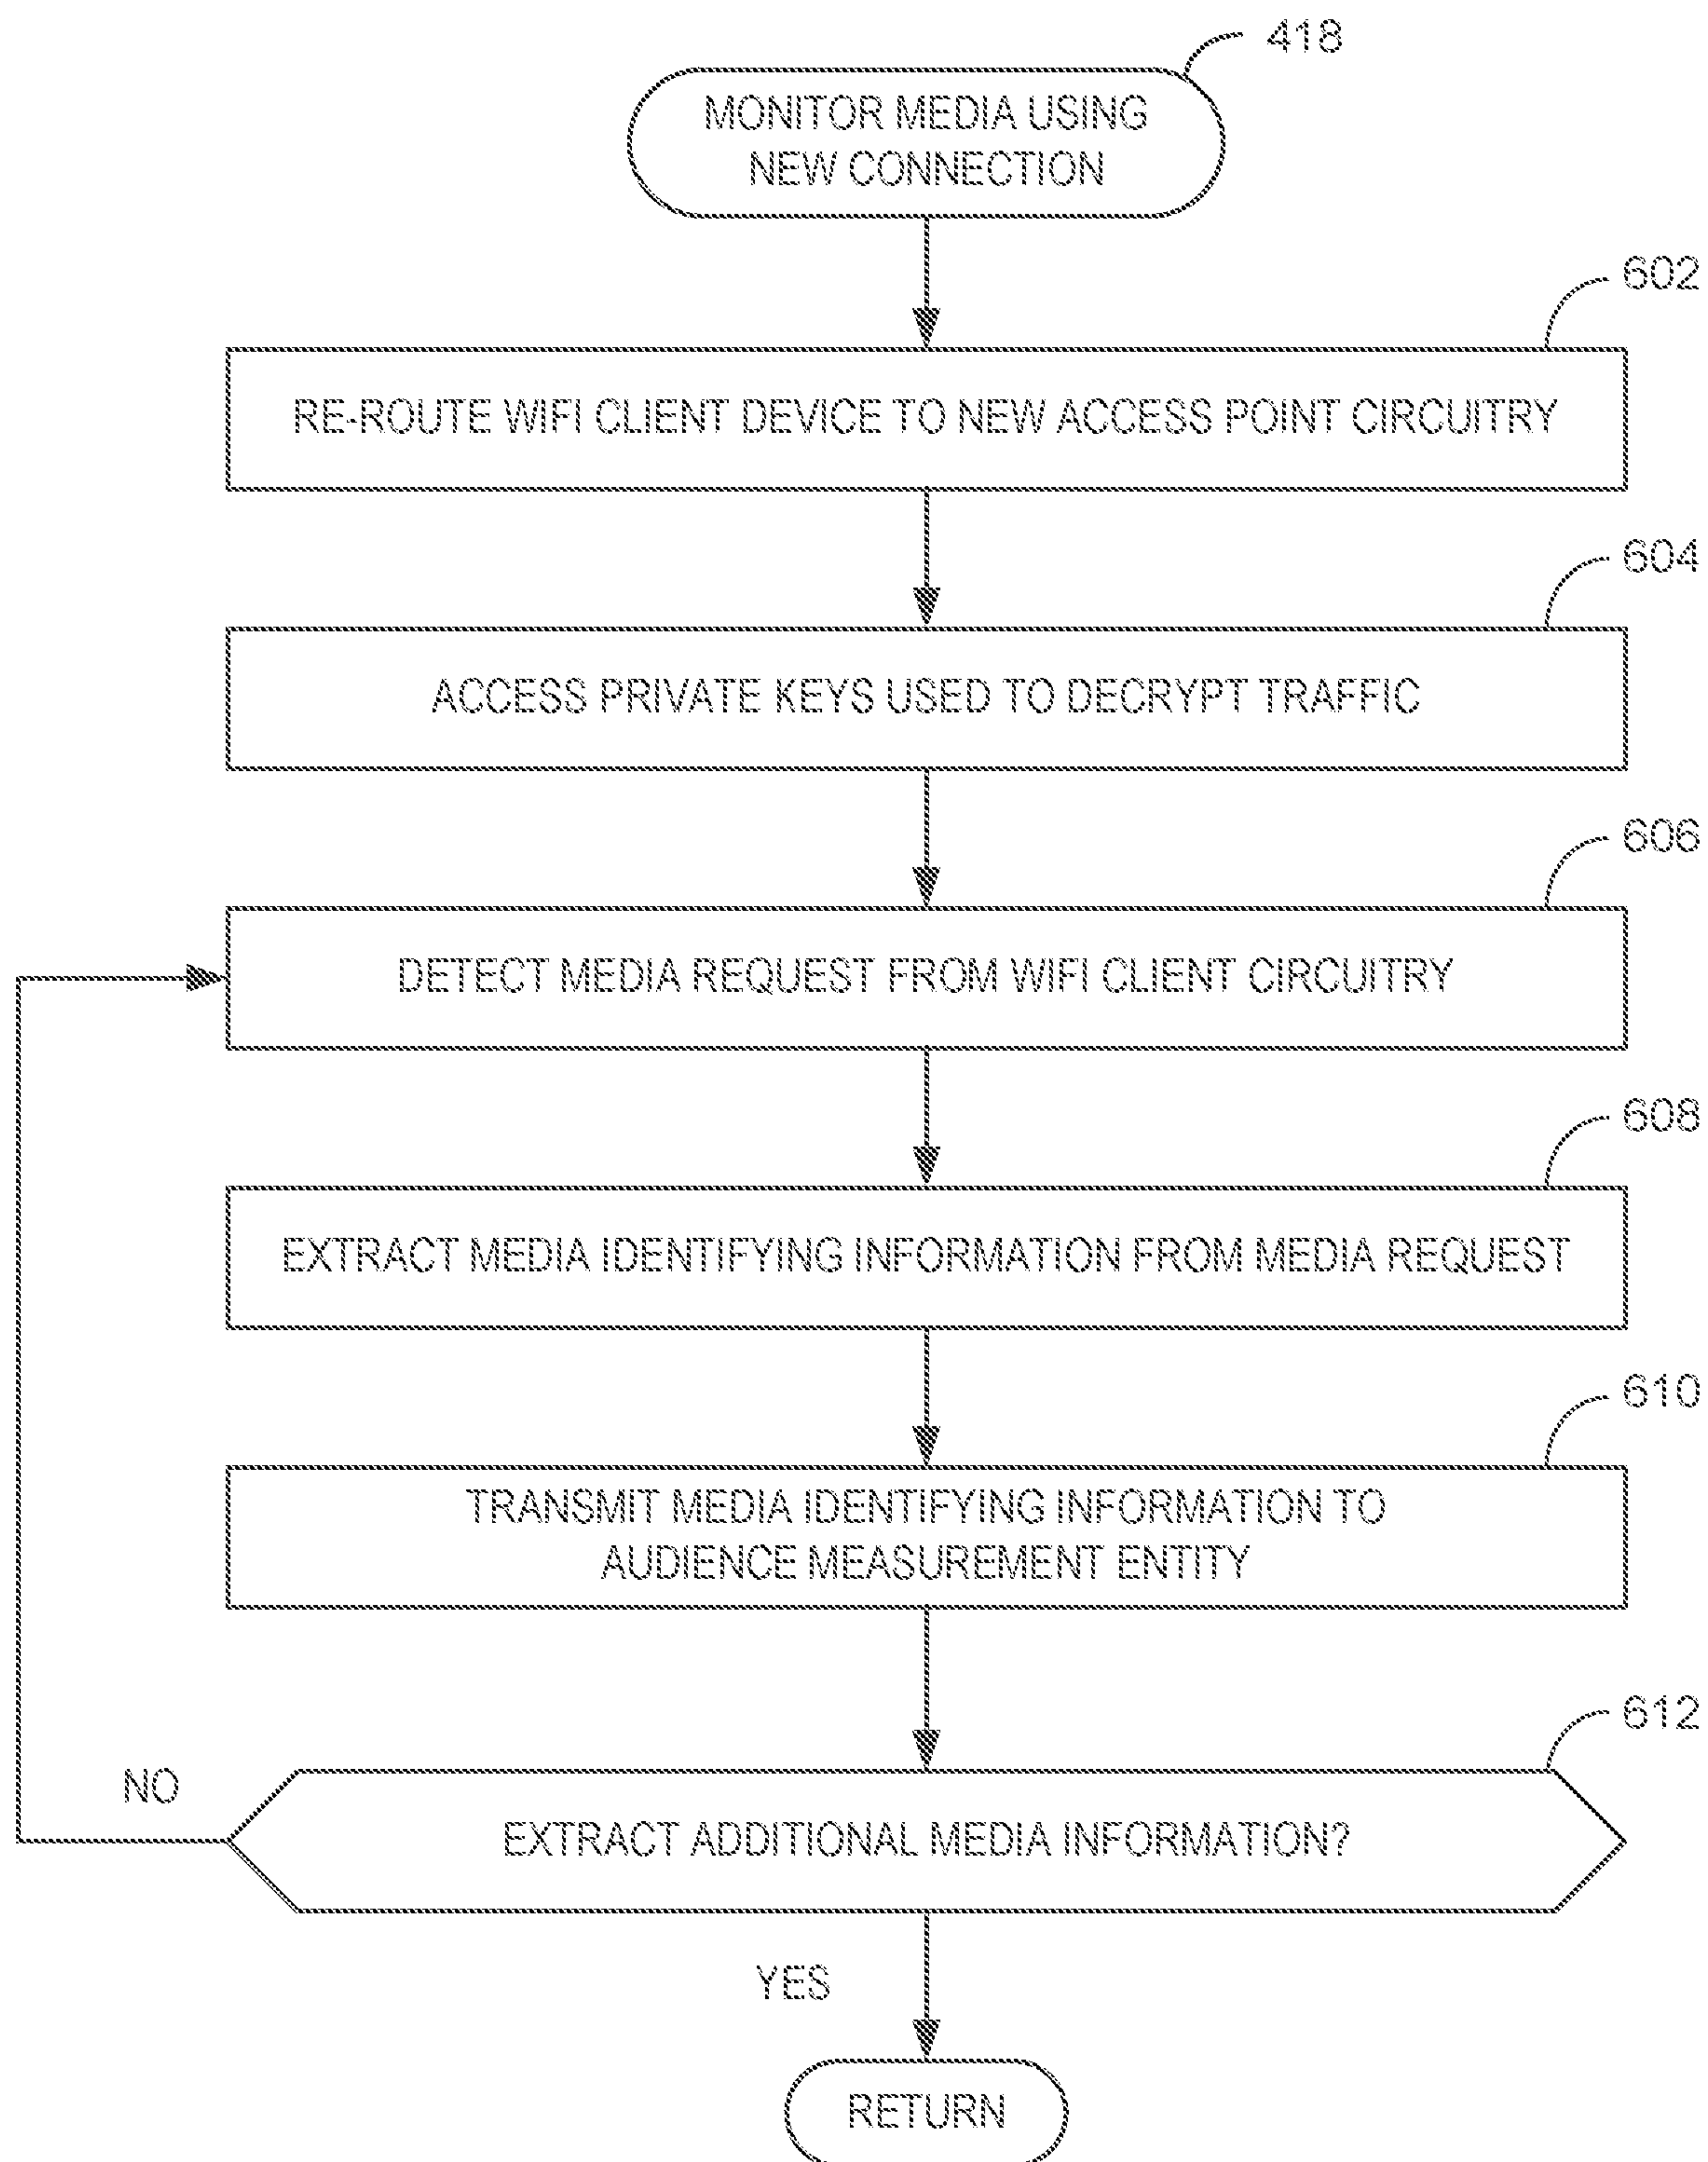 418
MONITOR MEDIA USING
NEW CONNECTION
602
RE-ROUTE WIFI CLIENT DEVICE TO NEW ACCESS POINT CIRCUITRY
604
ACCESS PRIVATE KEYS USED TO DECRYPT TRAFFIC
606
DETECT MEDIA REQUEST FROM WIFI CLIENT CIRCUITRY
608
EXTRACT MEDIA IDENTIFYING INFORMATION FROM MEDIA REQUEST
610
TRANSMIT MEDIA IDENTIFYING INFORMATION TO
AUDIENCE MEASUREMENT ENTITY
612
NO
EXTRACT ADDITIONAL MEDIA INFORMATION?
YES
RETURN